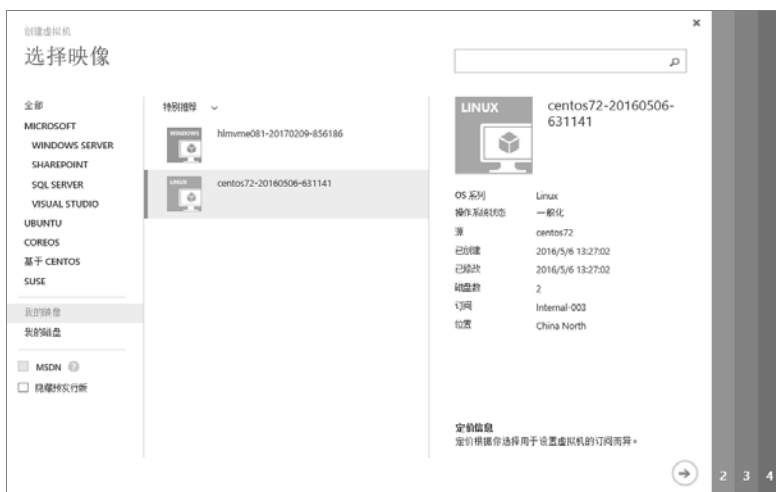 创建虚拟机
选择映像
全部
MICROSOFT
WINDOWS SERVER
SHAREPOINT
SQL SERVER
VISUAL STUDIO
UBUNTU
COREOS
基于 CENTOS
SUSE
我的映像
我的磁盘
MSDN ?
隐藏预发行版
特别推荐
WINDOWS
hlmvme081-20170209-856186
LINUX
centos72-20160506-631141
LINUX
centos72-20160506-
631141
OS 系列 Linux
操作系统状态 一般化
源 centos72
已创建 2016/5/6 13:27:02
已修改 2016/5/6 13:27:02
磁盘数 2
订阅 Internal-003
位置 China North
定价信息
定价根据你选择用于设置虚拟机的订阅而异。
2 3 4